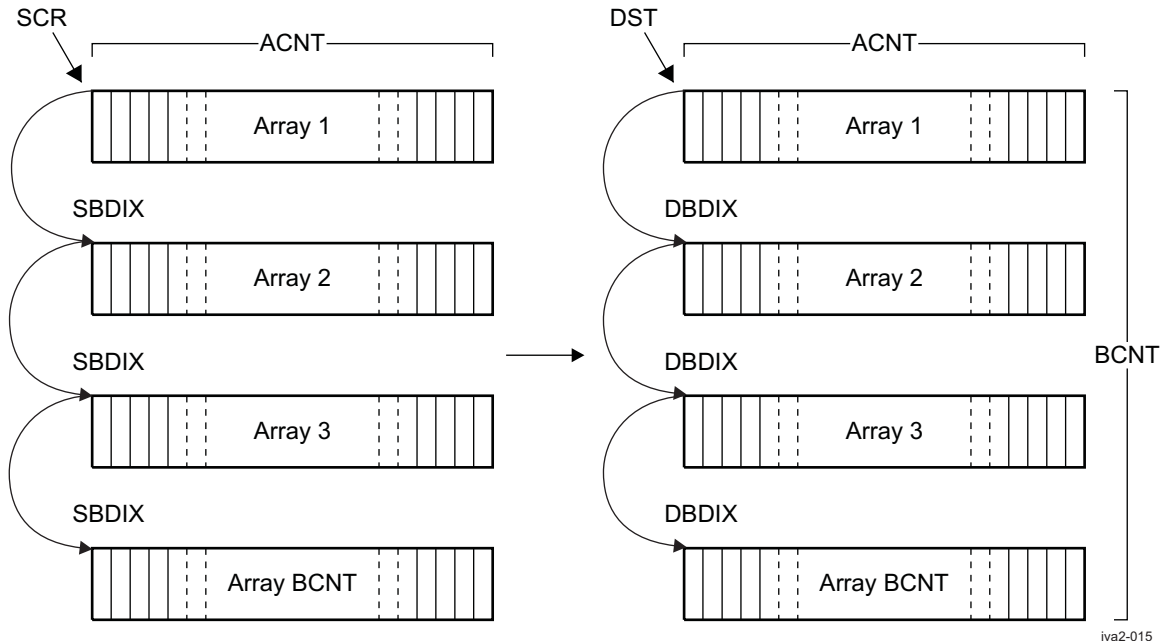 SCR
DST
ACNT
ACNT
Array 1
Array 1
SBDIX
DBDIX
Array 2
Array 2
SBDIX
DBDIX
BCNT
Array 3
Array 3
SBDIX
DBDIX
Array BCNT
Array BCNT
iva2-015